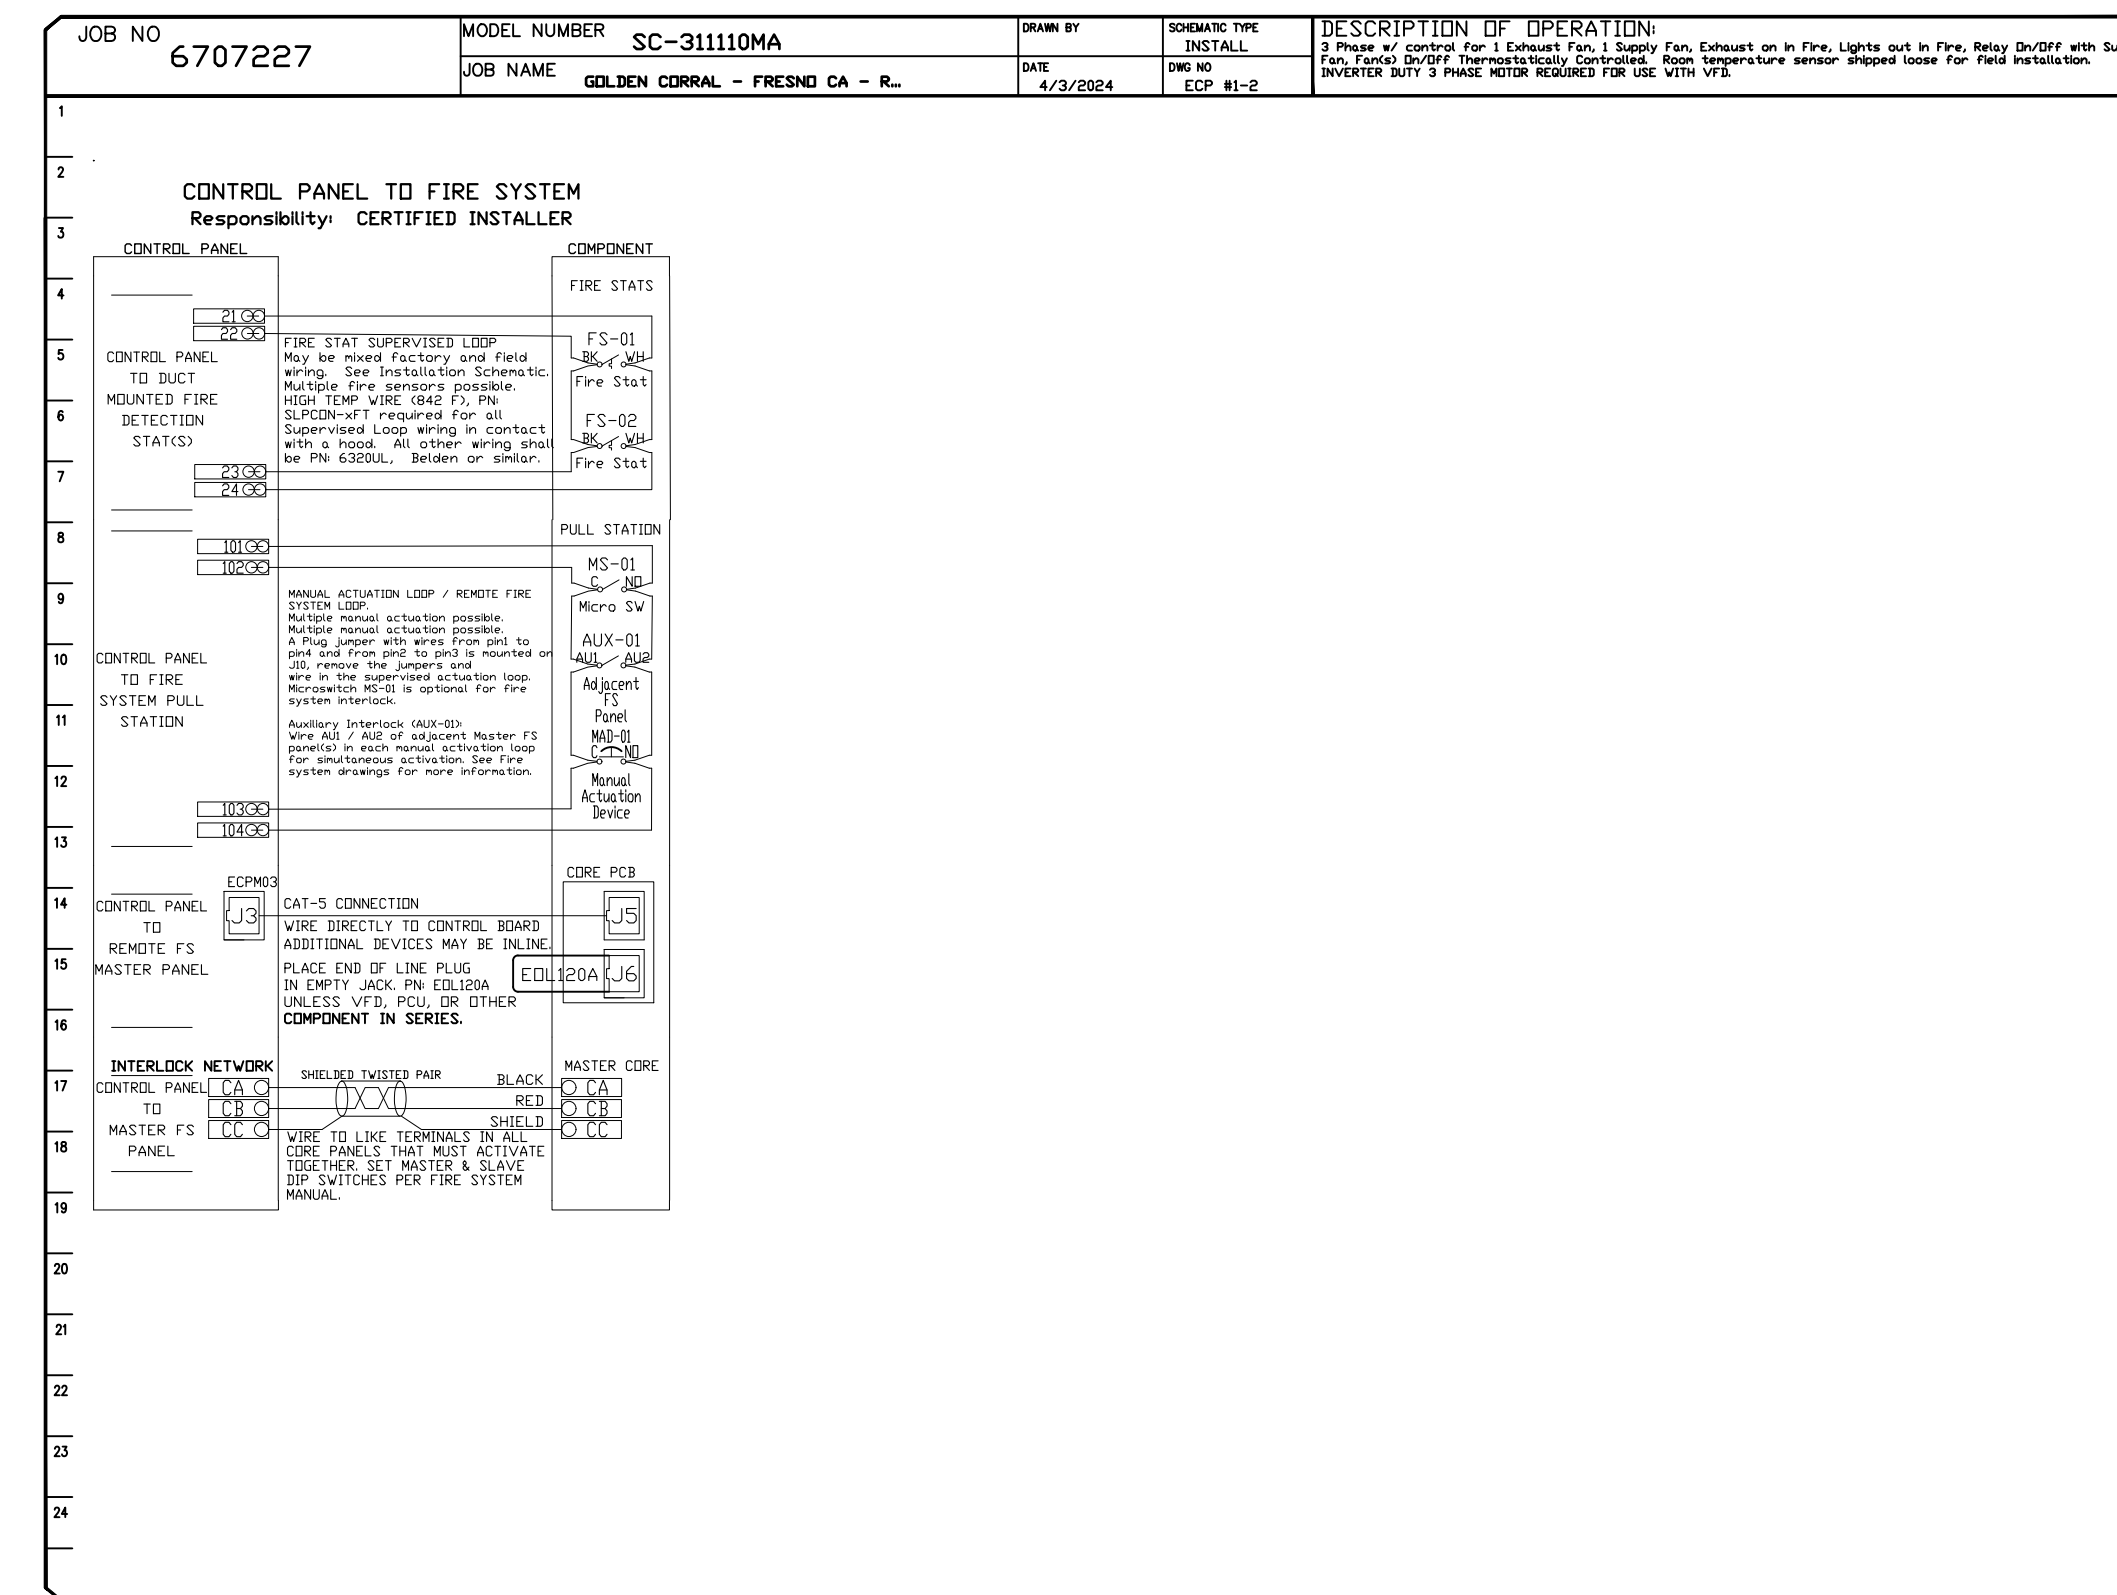 JOB NO
6707227
MODEL NUMBER
SC-311110MA
JOB NAME
GOLDEN CORRAL - FRESNO CA - R...
DRAWN BY
DATE
4/3/2024
SCHEMATIC TYPE
INSTALL
DWG NO
ECP #1-2
DESCRIPTION OF OPERATION:
3 Phase w/ control for 1 Exhaust Fan, 1 Supply Fan, Exhaust on in Fire, Lights out in Fire, Relay On/Off with Su
Fan, Fan(s) On/Off Thermostatically Controlled. Room temperature sensor shipped loose for field installation.
INVERTER DUTY 3 PHASE MOTOR REQUIRED FOR USE WITH VFD.
1
2
3
4
5
6
7
8
9
10
11
12
13
14
15
16
17
18
19
20
21
22
23
24
CONTROL PANEL TO FIRE SYSTEM
Responsibility: CERTIFIED INSTALLER
CONTROL PANEL
COMPONENT
21
22
CONTROL PANEL
TO DUCT
MOUNTED FIRE
DETECTION
STAT(S)
23
24
FIRE STAT SUPERVISED LOOP
May be mixed factory and field
wiring. See Installation Schematic.
Multiple fire sensors possible.
HIGH TEMP WIRE (842 F), PN:
SLPCON-xFT required for all
Supervised Loop wiring in contact
with a hood. All other wiring shall
be PN: 6320UL, Belden or similar.
FIRE STATS
FS-01
BK WH
Fire Stat
FS-02
BK WH
Fire Stat
101
102
CONTROL PANEL
TO FIRE
SYSTEM PULL
STATION
103
104
MANUAL ACTUATION LOOP / REMOTE FIRE
SYSTEM LOOP.
Multiple manual actuation possible.
Multiple manual actuation possible.
A Plug jumper with wires from pin1 to
pin4 and from pin2 to pin3 is mounted on
J10, remove the jumpers and
wire in the supervised actuation loop.
Microswitch MS-01 is optional for fire
system interlock.
Auxiliary Interlock (AUX-01):
Wire AU1 / AU2 of adjacent Master FS
panel(s) in each manual activation loop
for simultaneous activation. See Fire
system drawings for more information.
PULL STATION
MS-01
C NO
Micro SW
AUX-01
AU1 AU2
Adjacent
FS
Panel
MAD-01
C NO
Manual
Actuation
Device
ECPM03
J3
CONTROL PANEL
TO
REMOTE FS
MASTER PANEL
CAT-5 CONNECTION
WIRE DIRECTLY TO CONTROL BOARD
ADDITIONAL DEVICES MAY BE INLINE.
PLACE END OF LINE PLUG
IN EMPTY JACK. PN: EOL120A
UNLESS VFD, PCU, OR OTHER
COMPONENT IN SERIES.
CORE PCB
J5
EOL120A
J6
INTERLOCK NETWORK
CONTROL PANEL
TO
MASTER FS
PANEL
CA
CB
CC
SHIELDED TWISTED PAIR
BLACK
RED
SHIELD
WIRE TO LIKE TERMINALS IN ALL
CORE PANELS THAT MUST ACTIVATE
TOGETHER. SET MASTER & SLAVE
DIP SWITCHES PER FIRE SYSTEM
MANUAL.
MASTER CORE
CA
CB
CC